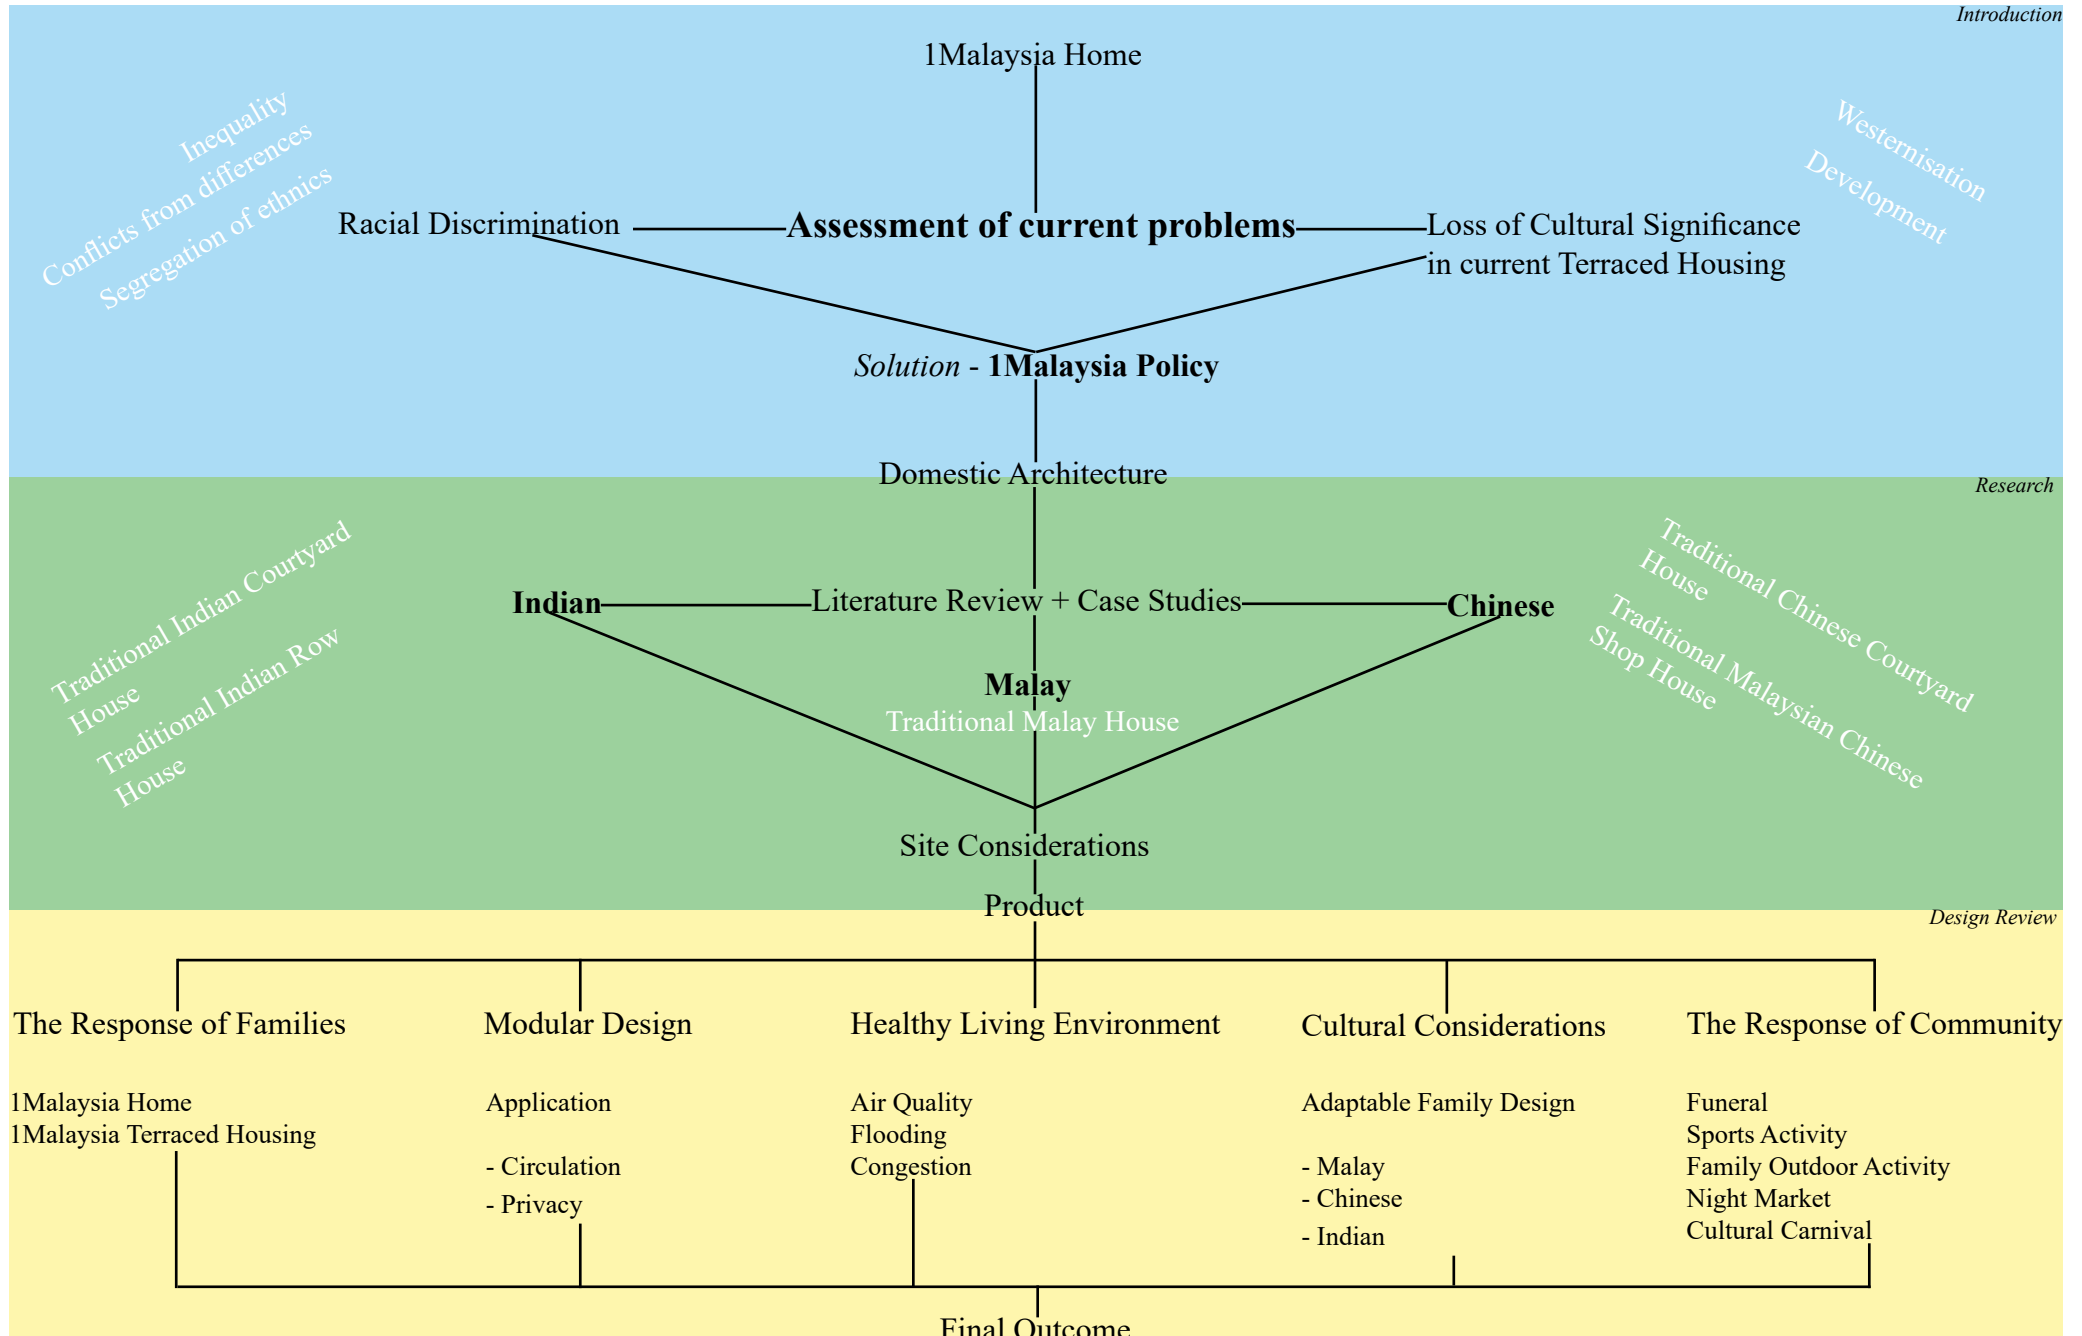 Introduction
1Malaysia Home
Inequality
Conflicts from differences
Segregation of ethnics
Westernisation
Development
Racial Discrimination
Assessment of current problems
Loss of Cultural Significance
in current Terraced Housing
Solution - 1Malaysia Policy
Domestic Architecture
Research
Traditional Indian Courtyard
House
Traditional Indian Row
House
Traditional Chinese Courtyard
House
Traditional Malaysian Chinese
Shop House
Indian
Literature Review + Case Studies
Chinese
Malay
Traditional Malay House
Site Considerations
Product
Design Review
The Response of Families
1Malaysia Home
1Malaysia Terraced Housing
Modular Design
Application
- Circulation
- Privacy
Healthy Living Environment
Air Quality
Flooding
Congestion
Cultural Considerations
Adaptable Family Design
- Malay
- Chinese
- Indian
The Response of Community
Funeral
Sports Activity
Family Outdoor Activity
Night Market
Cultural Carnival
Final Outcome